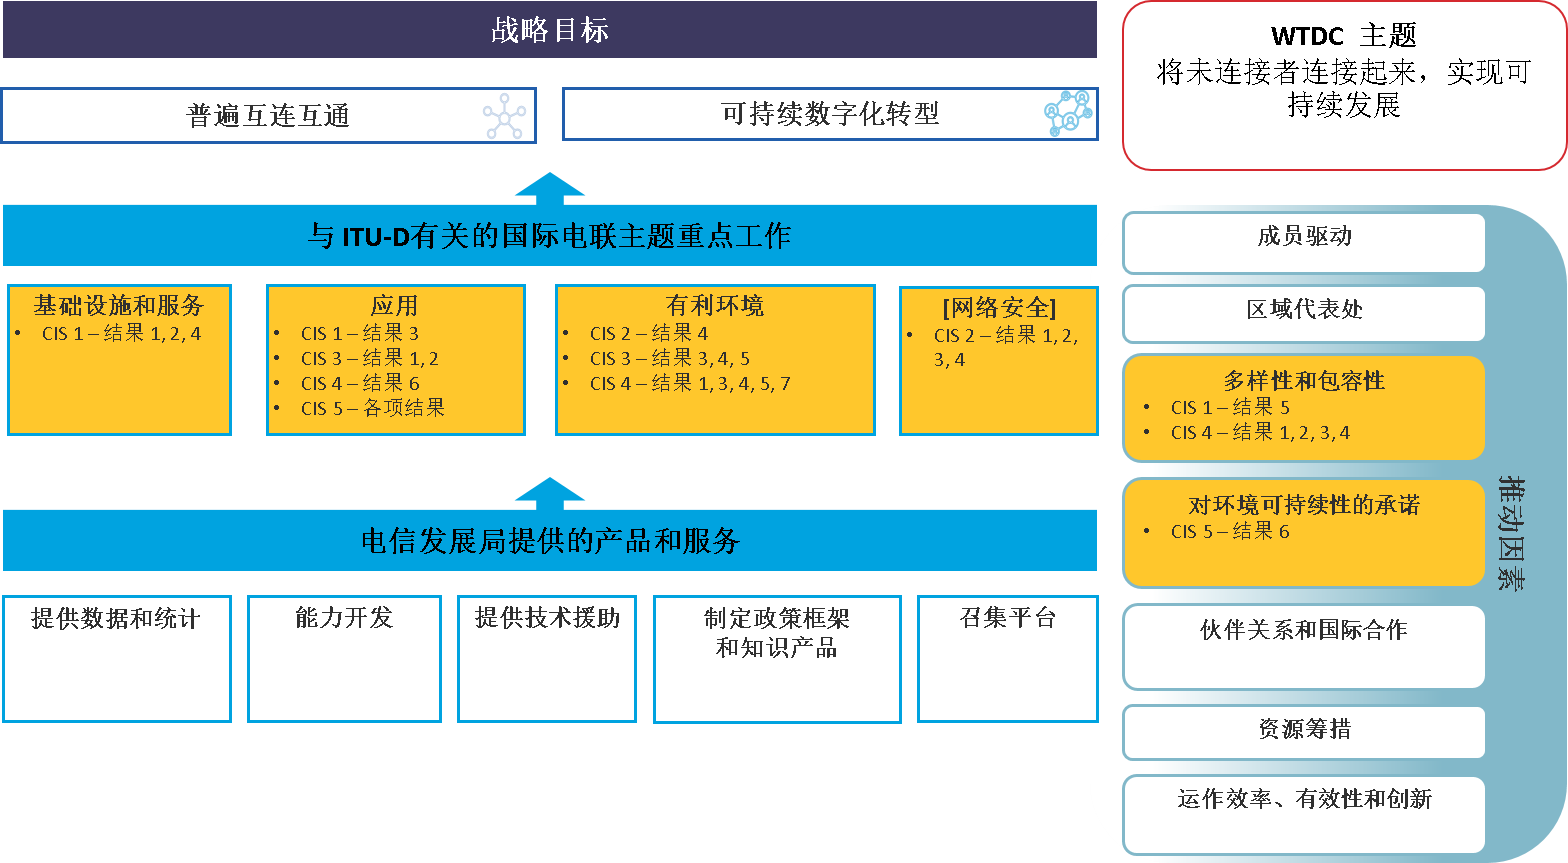 战略目标
普遍互连互通
可持续数字化转型
与 ITU-D有关的国际电联主题重点工作
基础设施和服务
• CIS 1 – 结果 1, 2, 4
应用
• CIS 1 – 结果 3
• CIS 3 – 结果 1, 2
• CIS 4 – 结果 6
• CIS 5 – 各项结果
有利环境
• CIS 2 – 结果 4
• CIS 3 – 结果 3, 4, 5
• CIS 4 – 结果 1, 3, 4, 5, 7
[网络安全]
• CIS 2 – 结果 1, 2,
3, 4
电信发展局提供的产品和服务
提供数据和统计
能力开发
提供技术援助
制定政策框架
和知识产品
召集平台
WTDC 主题
将未连接者连接起来，实现可
持续发展
成员驱动
区域代表处
多样性和包容性
• CIS 1 – 结果 5
• CIS 4 – 结果 1, 2, 3, 4
对环境可持续性的承诺
• CIS 5 – 结果 6
伙伴关系和国际合作
资源筹措
运作效率、有效性和创新
推动因素